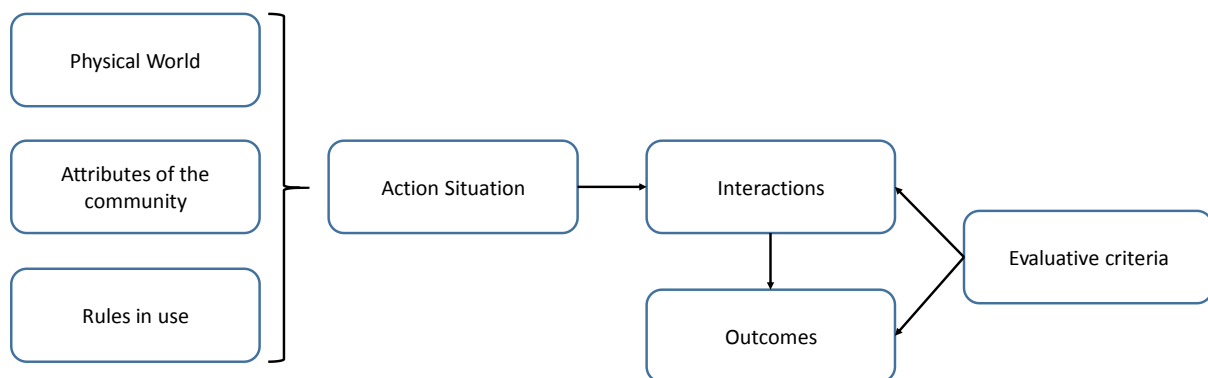 Physical World
Attributes of the
community
Rules in use
Action Situation
Interactions
Outcomes
Evaluative criteria